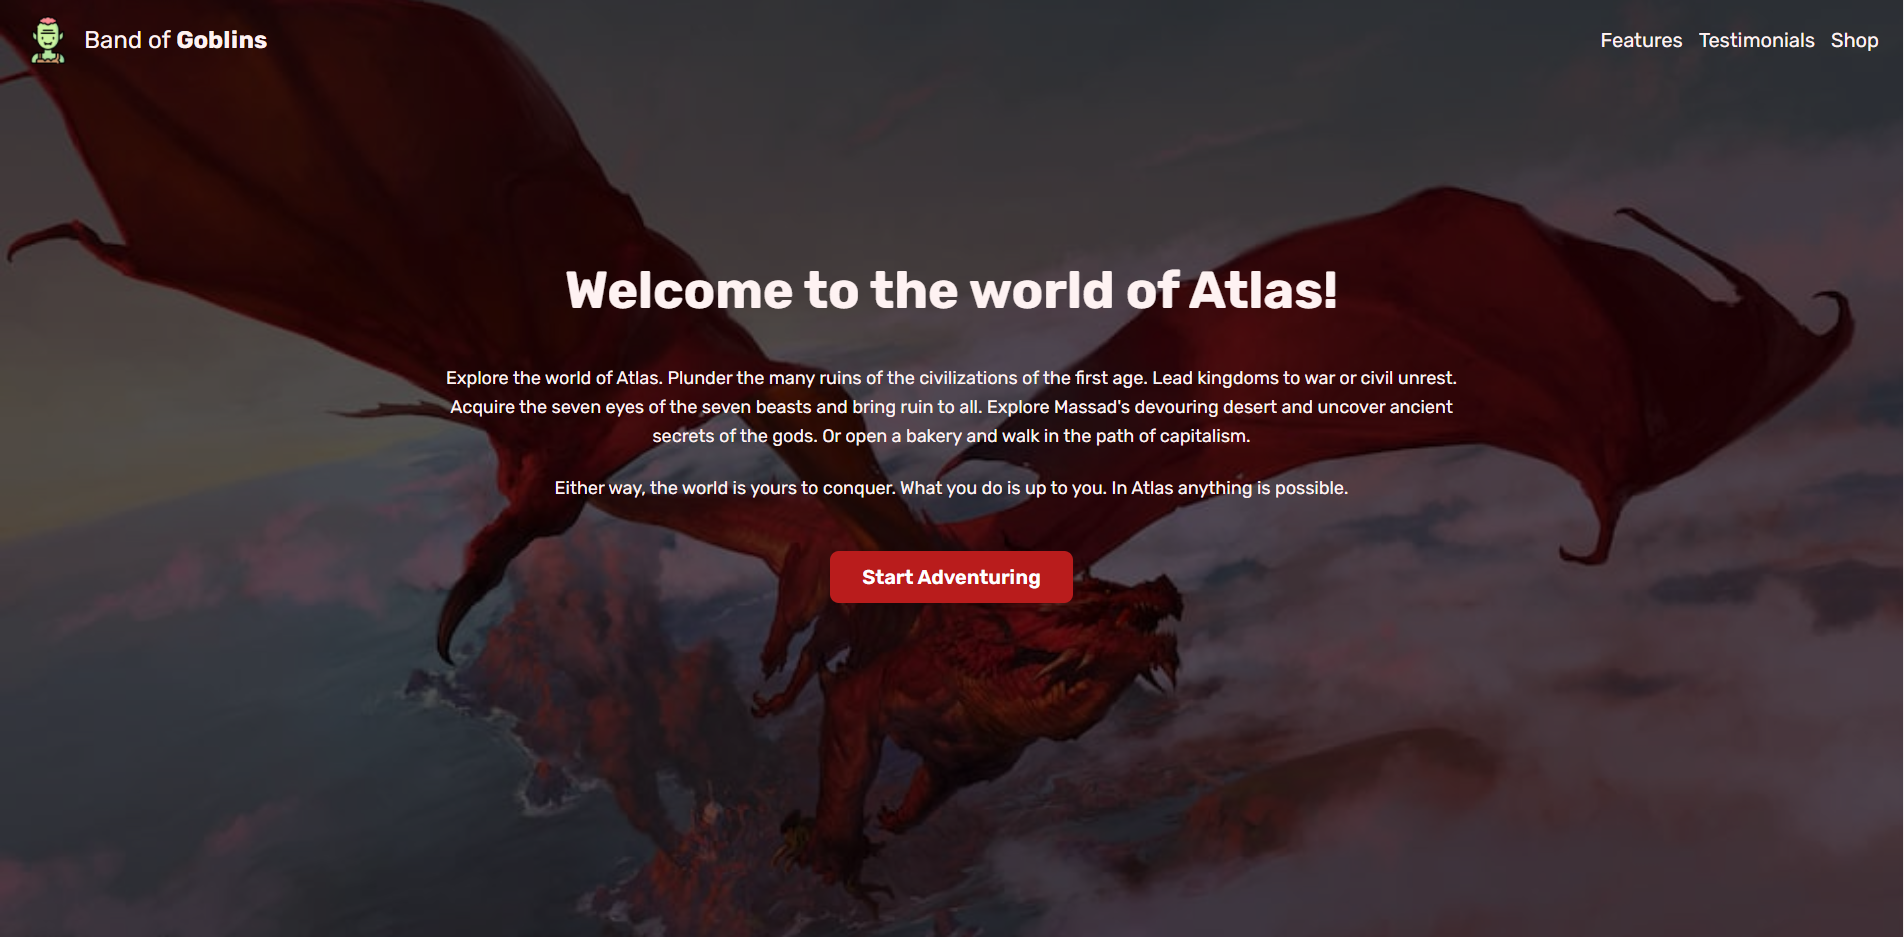 Band of Goblins
Features Testimonials Shop
Welcome to the world of Atlas!
Explore the world of Atlas. Plunder the many ruins of the civilizations of the first age. Lead kingdoms to war or civil unrest.
Acquire the seven eyes of the seven beasts and bring ruin to all. Explore Massad's devouring desert and uncover ancient
secrets of the gods. Or open a bakery and walk in the path of capitalism.
Either way, the world is yours to conquer. What you do is up to you. In Atlas anything is possible.
Start Adventuring